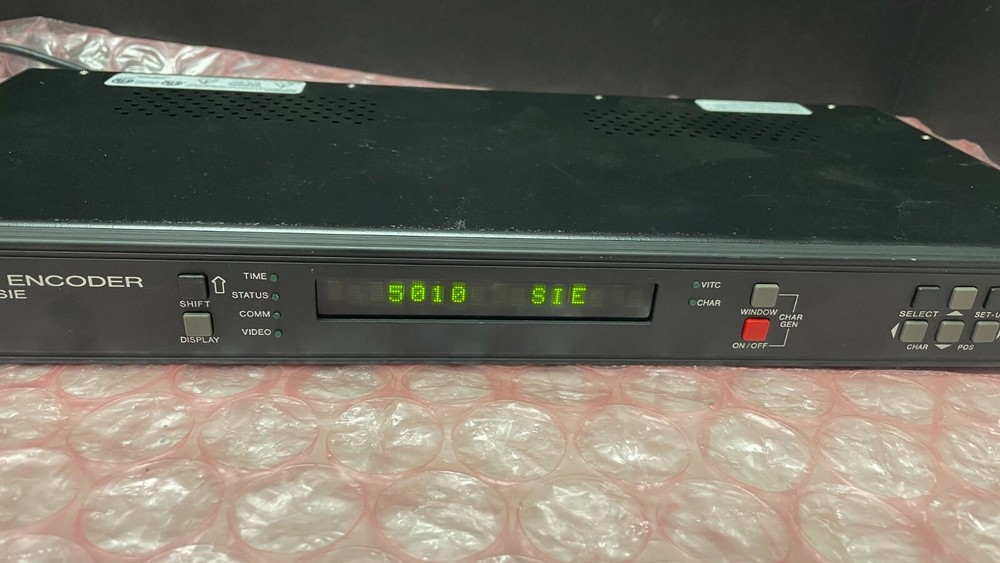 ENCODER
SIE
SHIFT
DISPLAY
TIME
STATUS
COMM
VIDEO
5010 SIE
VITC
CHAR
WINDOW
ON/OFF
CHAR
GEN
SELECT
SET-U
CHAR
POS